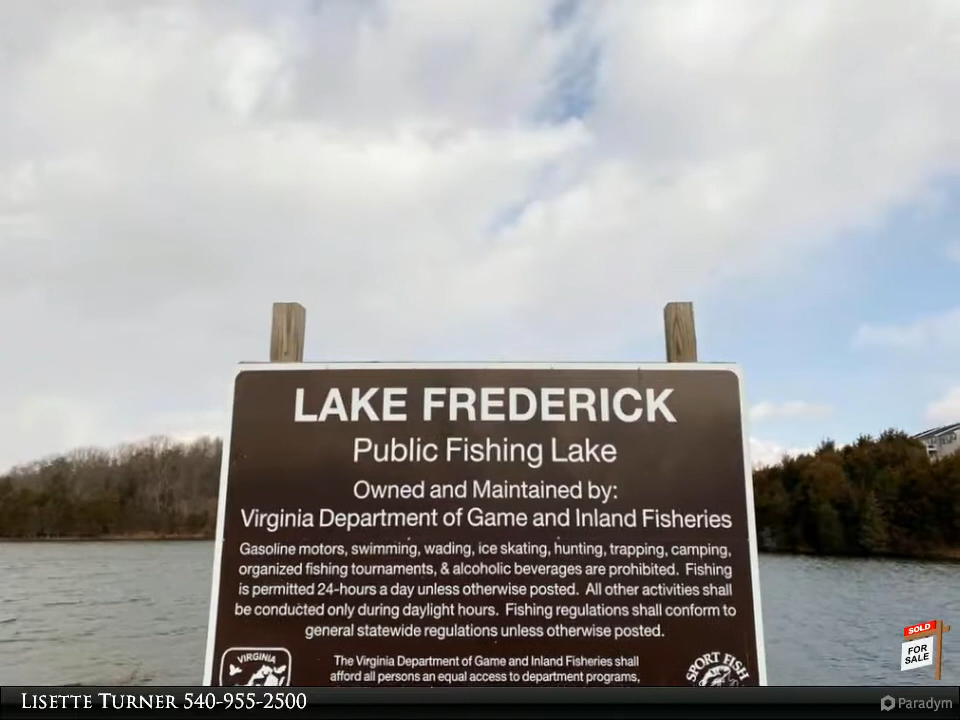 LAKE FREDERICK
Public Fishing Lake
Owned and Maintained by:
Virginia Department of Game and Inland Fisheries
Gasoline motors, swimming, wading, ice skating, hunting, trapping, camping,
organized fishing tournaments, & alcoholic beverages are prohibited. Fishing
is permitted 24-hours a day unless otherwise posted. All other activities shall
be conducted only during daylight hours. Fishing regulations shall conform to
general statewide regulations unless otherwise posted.
VIRGINIA
The Virginia Department of Game and Inland Fisheries shall
afford all persons an equal access to department programs,
SPORT FISH
SOLD
FOR
SALE
Lisette Turner 540-955-2500
Paradym